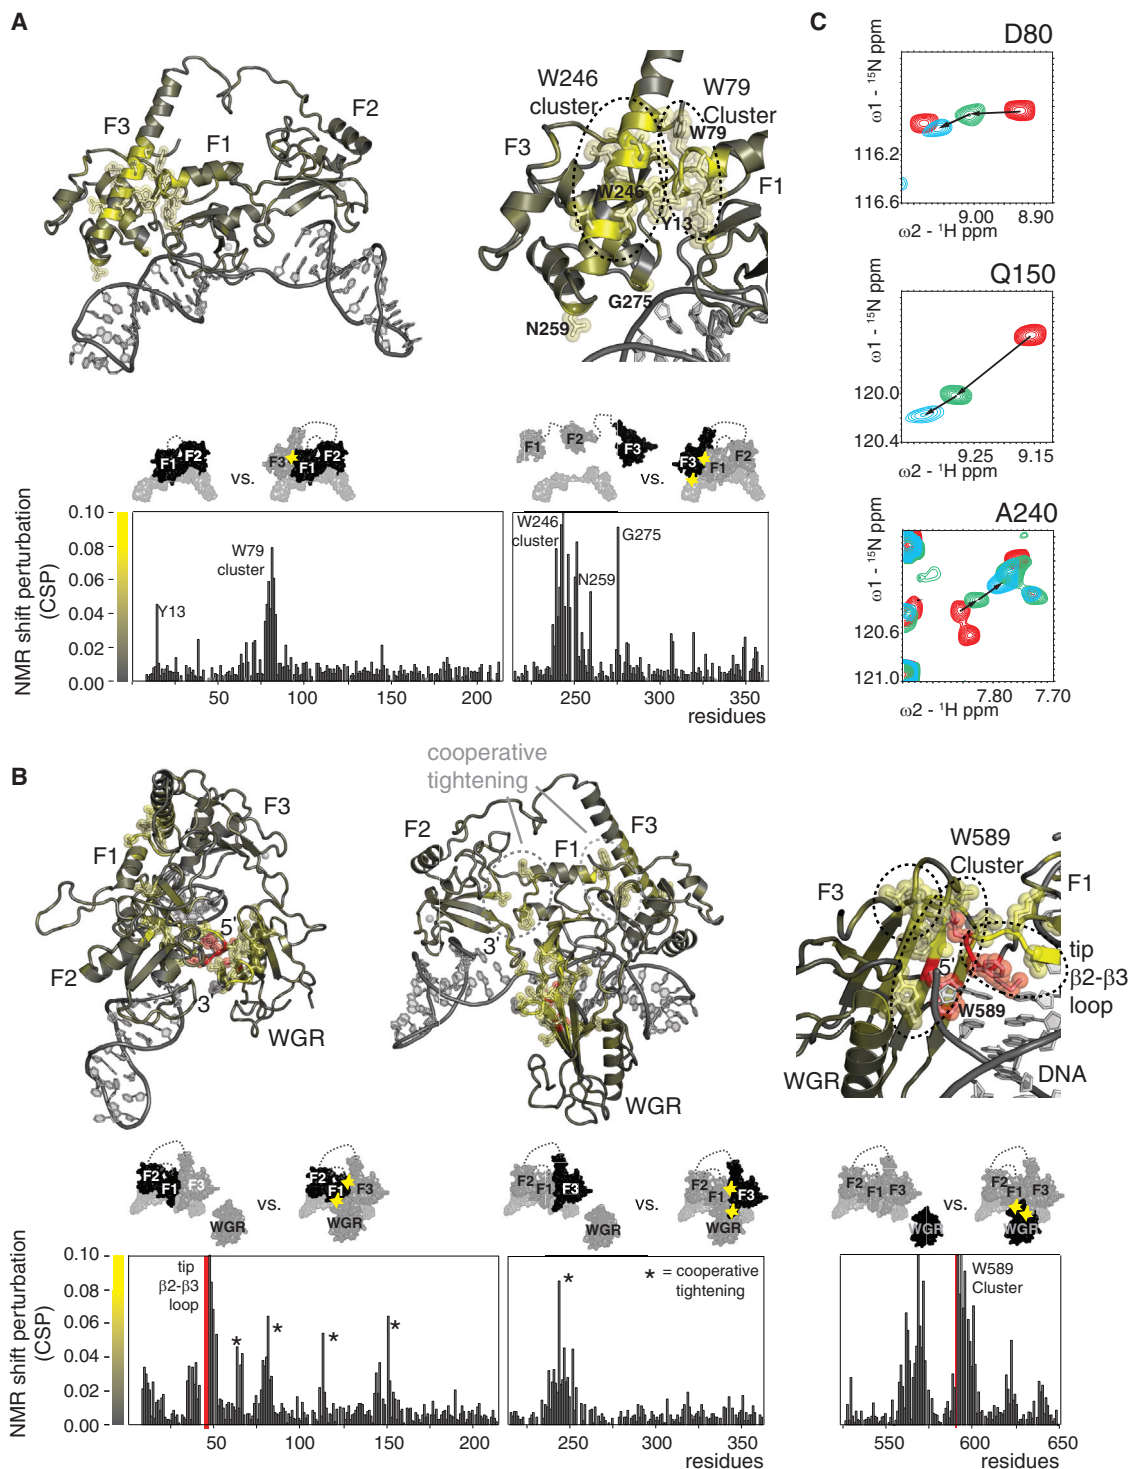 A
F3
F1
F2
W246
cluster
W79
Cluster
W79
F3
W246
F1
Y13
G275
N259
C
D80
ω1 - ¹⁵N ppm
116.2
116.6
9.00
8.90
ω2 - ¹H ppm
Q150
ω1 - ¹⁵N ppm
120.0
120.4
9.25
9.15
ω2 - ¹H ppm
A240
ω1 - ¹⁵N ppm
120.6
121.0
7.80
7.70
ω2 - ¹H ppm
F1
F2
vs.
F3
F1
F2
F1
F2
F3
vs.
F3
F1
F2
NMR shift perturbation
(CSP)
0.10
0.08
0.06
0.04
0.02
0.00
Y13
W79
cluster
50
100
150
200
W246
cluster
N259
G275
250
300
350
residues
B
cooperative
tightening
F3
F1
F2
5'
3'
WGR
F2
F1
F3
3'
WGR
W589
Cluster
F3
F1
tip
β2-β3
loop
5'
W589
WGR
DNA
F2
F1
F3
WGR
vs.
F2
F1
F3
WGR
F2
F1
F3
WGR
vs.
F2
F1
F3
WGR
F2
F1
F3
WGR
vs.
F2
F1
F3
WGR
NMR shift perturbation
(CSP)
0.10
0.08
0.06
0.04
0.02
0.00
tip
β2-β3
loop
*
*
*
*
50
100
150
200
*
* = cooperative
tightening
250
300
350
residues
W589
Cluster
550
600
650
residues